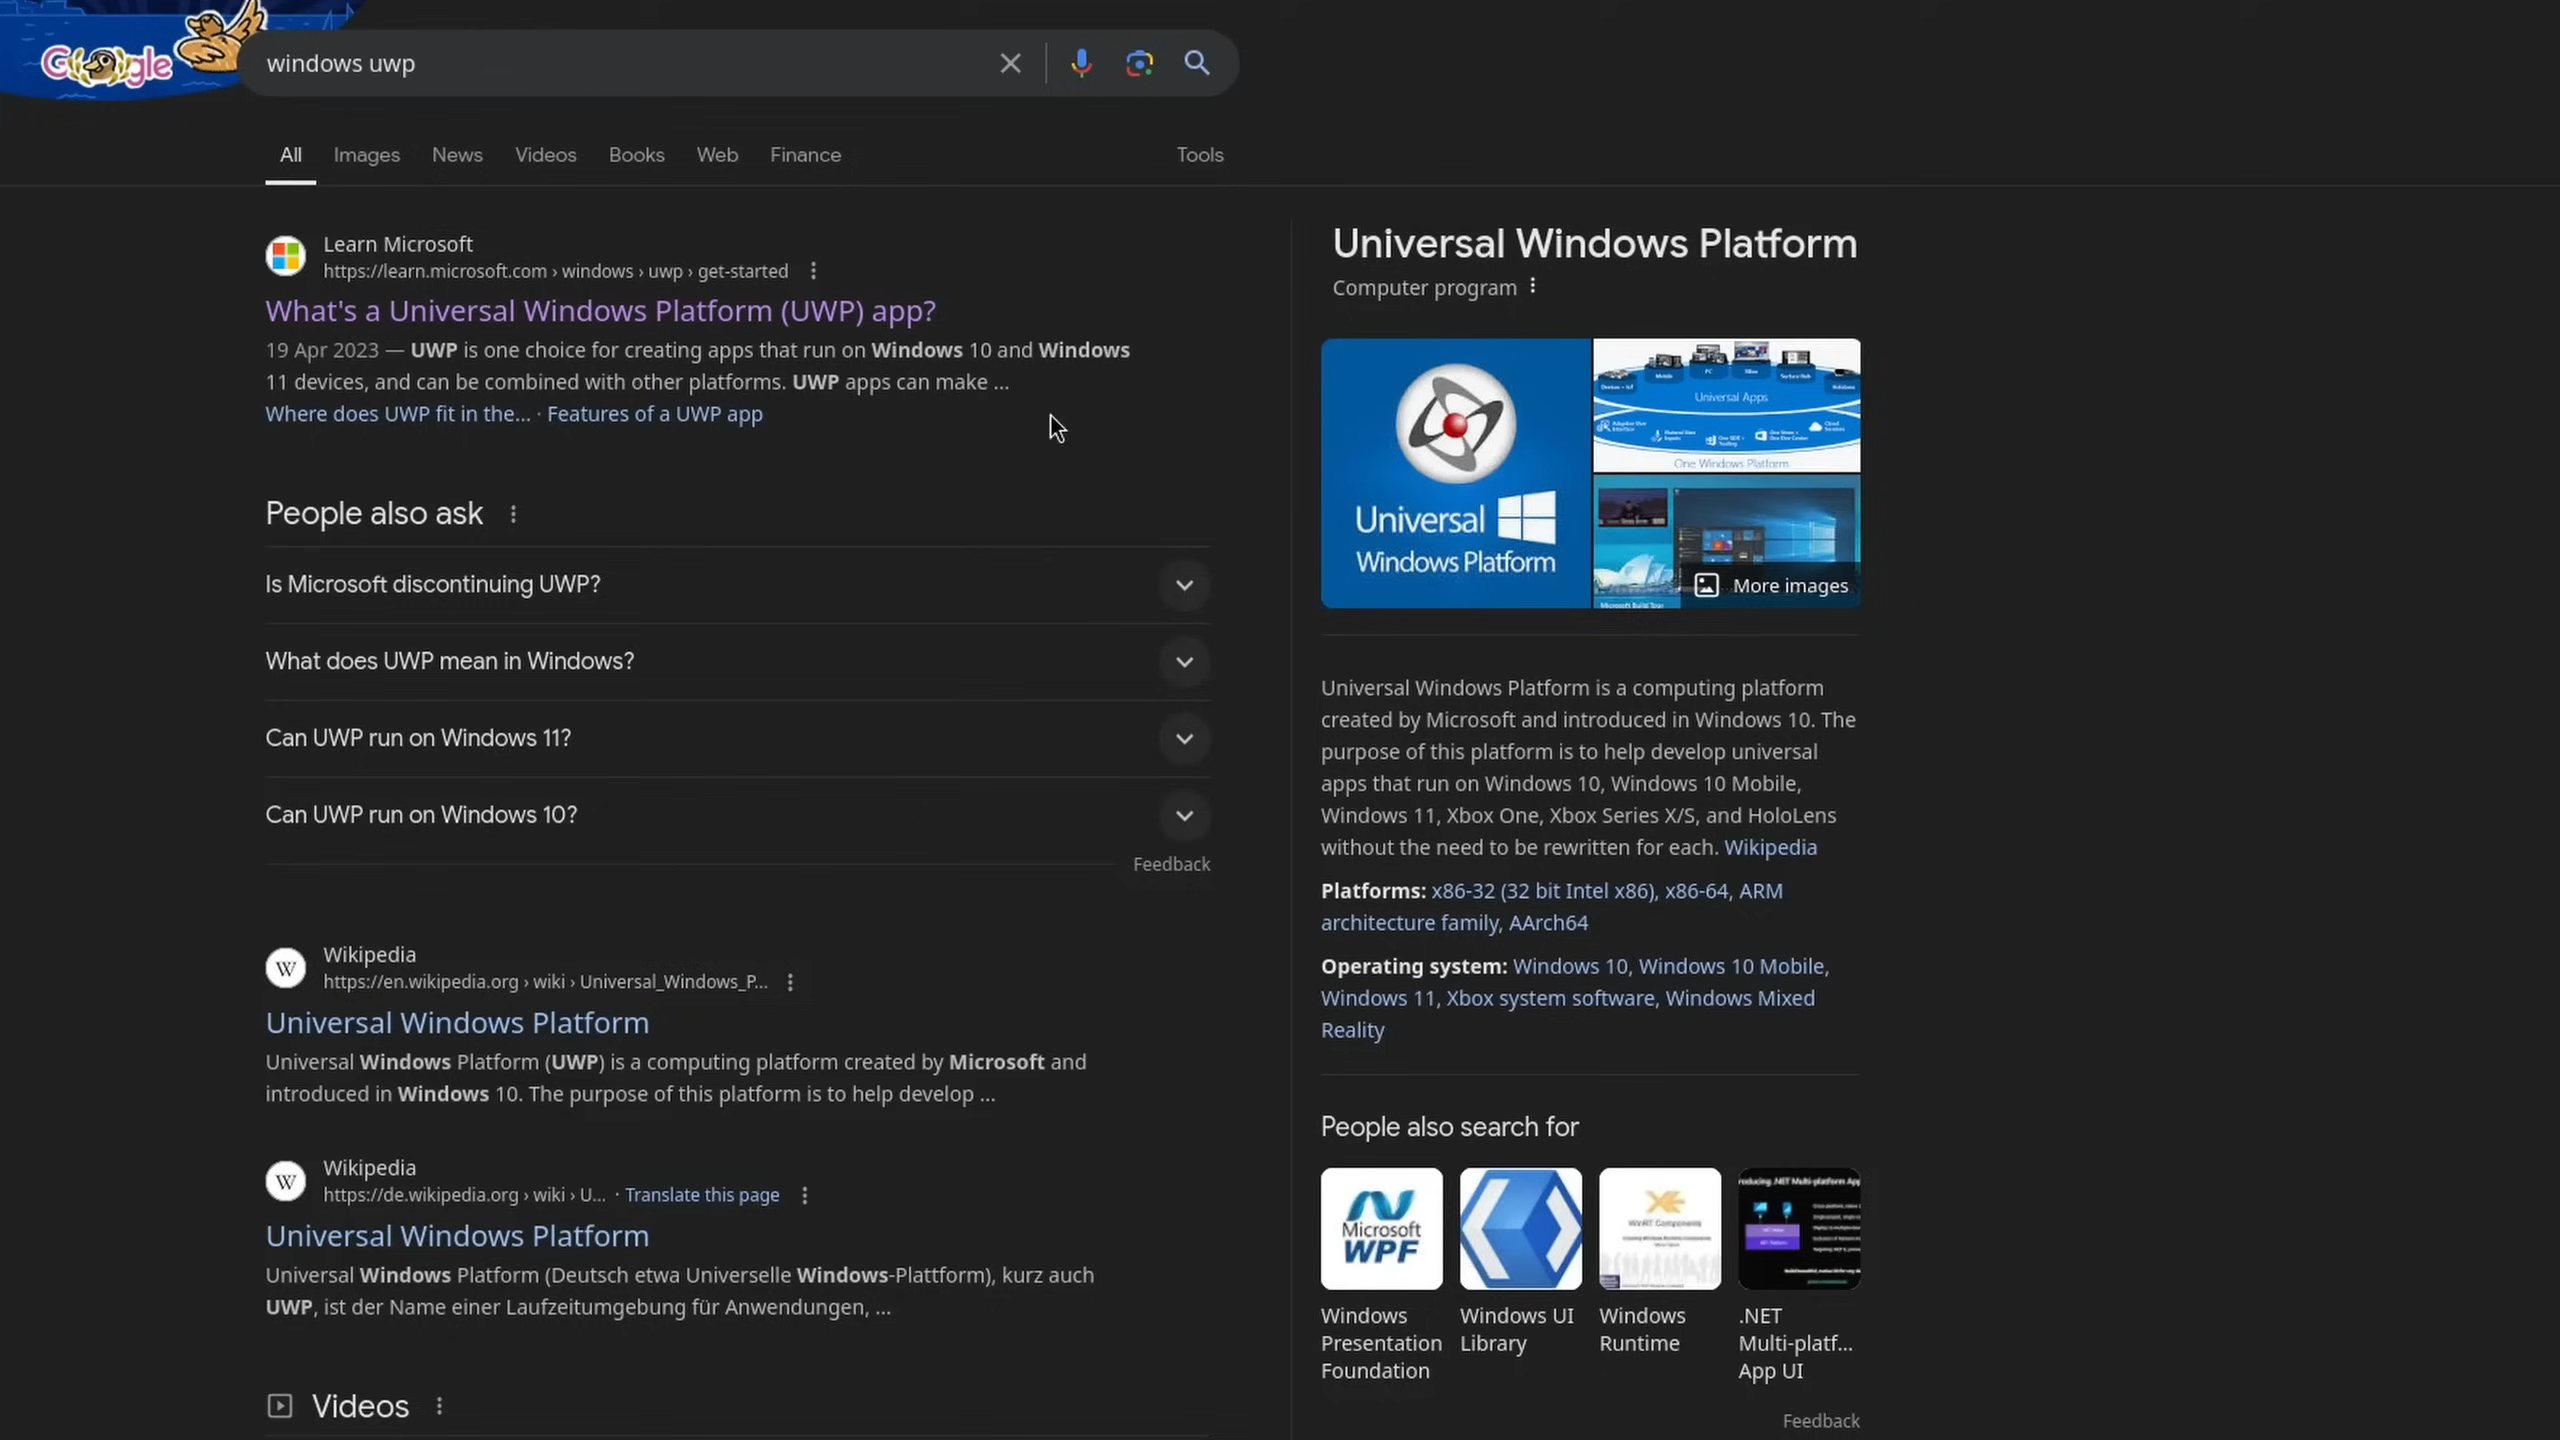 Google
windows uwp
All
Images
News
Videos
Books
Web
Finance
Tools
Learn Microsoft
https://learn.microsoft.com › windows › uwp › get-started
What's a Universal Windows Platform (UWP) app?
19 Apr 2023 — UWP is one choice for creating apps that run on Windows 10 and Windows
11 devices, and can be combined with other platforms. UWP apps can make ...
Where does UWP fit in the... · Features of a UWP app
People also ask
Is Microsoft discontinuing UWP?
What does UWP mean in Windows?
Can UWP run on Windows 11?
Can UWP run on Windows 10?
Feedback
Wikipedia
https://en.wikipedia.org › wiki › Universal_Windows_P...
Universal Windows Platform
Universal Windows Platform (UWP) is a computing platform created by Microsoft and
introduced in Windows 10. The purpose of this platform is to help develop ...
Wikipedia
https://de.wikipedia.org › wiki › U... · Translate this page
Universal Windows Platform
Universal Windows Platform (Deutsch etwa Universelle Windows-Plattform), kurz auch
UWP, ist der Name einer Laufzeitumgebung für Anwendungen, ...
Videos
Universal Windows Platform
Computer program
Universal
Windows Platform
Mobile
PC
Xbox
Surface Hub
Universal Apps
One Windows Platform
More images
Universal Windows Platform is a computing platform
created by Microsoft and introduced in Windows 10. The
purpose of this platform is to help develop universal
apps that run on Windows 10, Windows 10 Mobile,
Windows 11, Xbox One, Xbox Series X/S, and HoloLens
without the need to be rewritten for each. Wikipedia
Platforms: x86-32 (32 bit Intel x86), x86-64, ARM
architecture family, AArch64
Operating system: Windows 10, Windows 10 Mobile,
Windows 11, Xbox system software, Windows Mixed
Reality
People also search for
Microsoft
WPF
WinRT Components
Windows
Presentation
Foundation
Windows UI
Library
Windows
Runtime
.NET
Multi-platf...
App UI
Feedback